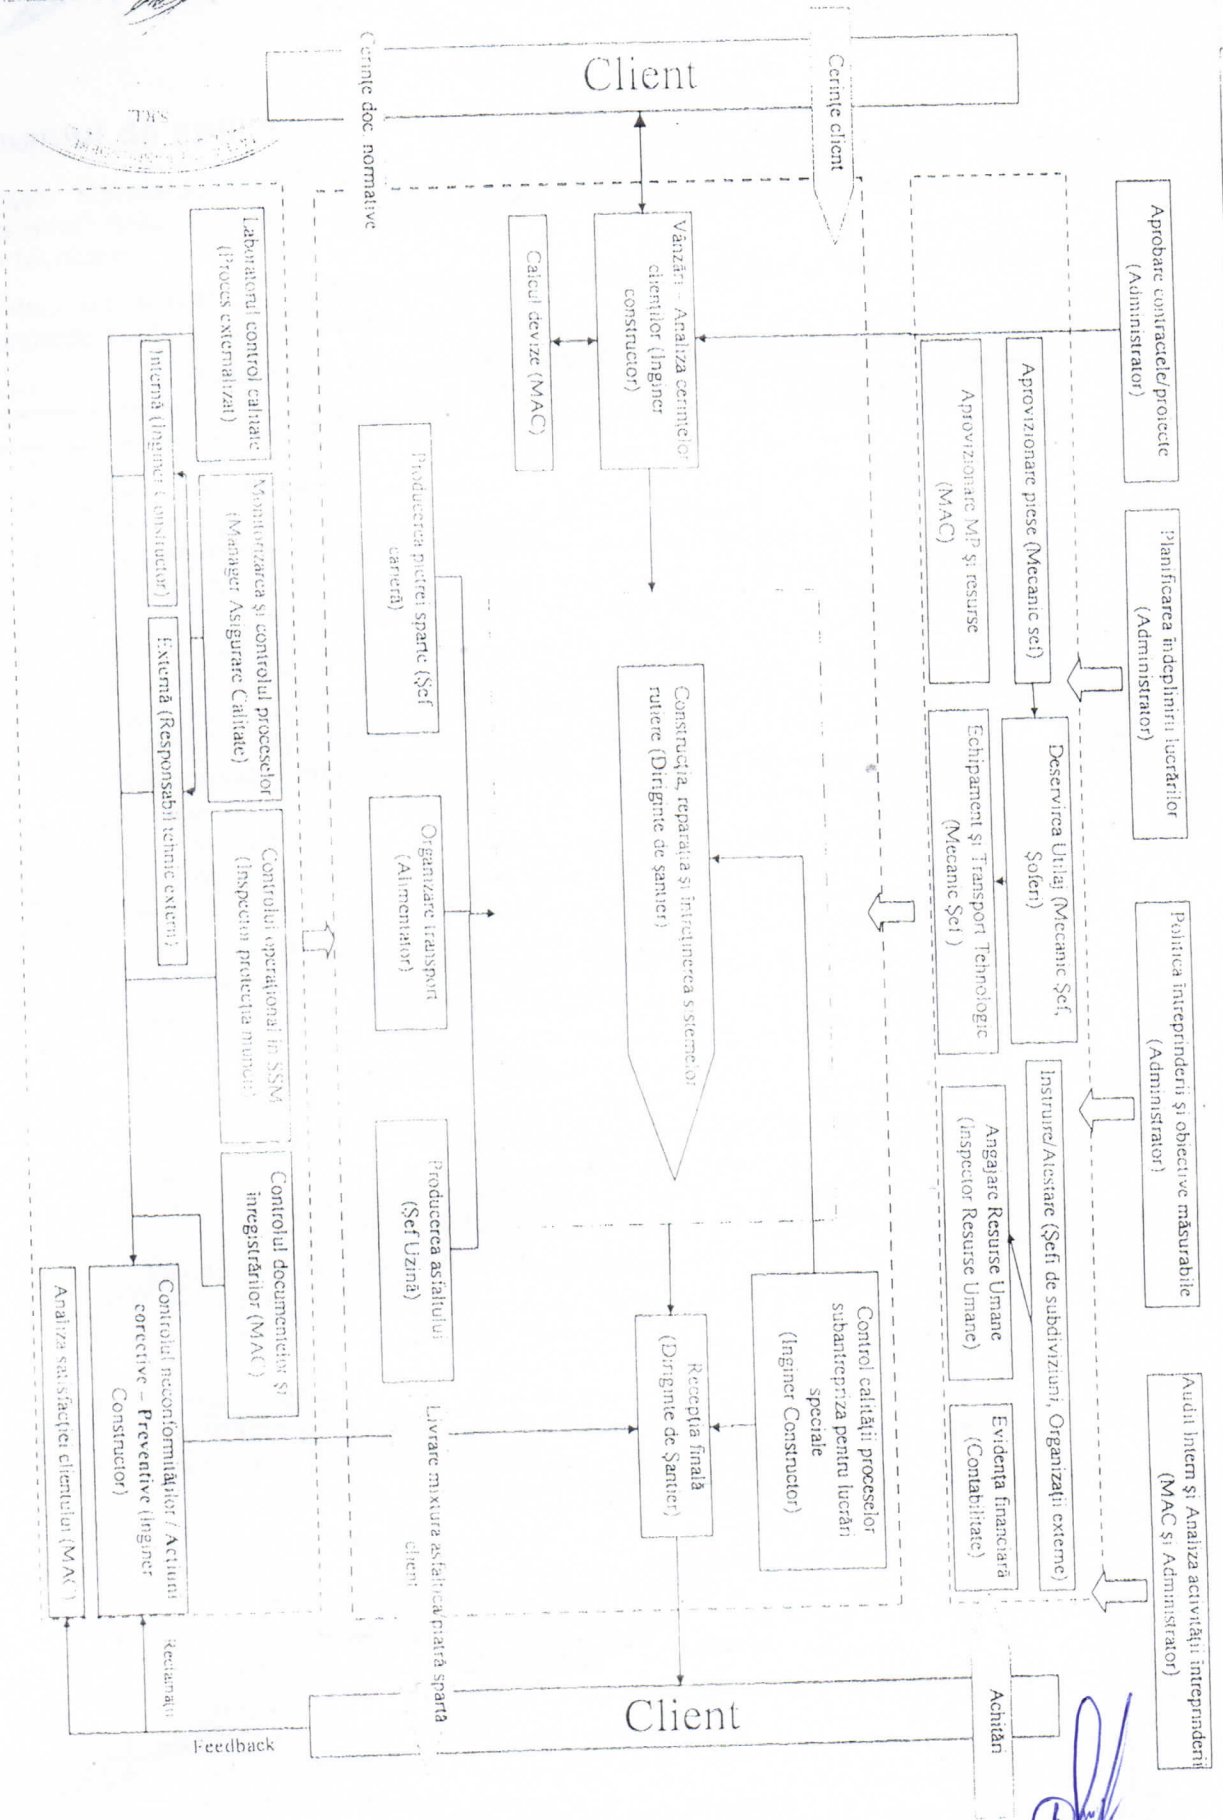 Aprobare contractele/proiecte
(Administrator)
Planificarea îndeplinirii lucrărilor
(Administrator)
Politica întreprinderii și obiective măsurabile
(Administrator)
Audit Intern și Analiza activității întreprinderii
(MAC și Administrator)
Aprovizionare piese (Mecanic șef)
Deservirea Utilaj (Mecanic Șef,
Șoferi)
Instruire/Atestare (Șefi de subdiviziuni, Organizații externe)
Aprovizionare MP și resurse
(MAC)
Echipament și Transport Tehnologic
(Mecanic Șef )
Angajare Resurse Umane
(Inspector Resurse Umane)
Evidența financiară
(Contabilitate)
Achitări
Cerințe client
Client
Vânzări – Analiza cerințelor
clienților (Inginer
constructor)
Calcul devize (MAC)
Construcția, reparația și întreținerea sistemelor
rutiere (Diriginte de șantier)
Control calității proceselor
subantrepriza pentru lucrări
speciale
(Inginer Constructor)
Recepția finală
(Diriginte de Șantier)
Client
Cerințe doc. normative
Producerea pietrei sparte (Șef
carieră)
Organizare transport
(Alimentator)
Producerea asfaltului
(Șef Uzină)
Livrare mixtura asfaltica/piatră spartă -
client
Laboratorul control calitate
(Proces externalizat)
Monitorizarea și controlul proceselor
(Manager Asigurare Calitate)
Controlul operațional în SSM
(Inspector protecția muncii)
Controlul documentelor și
înregistrărilor (MAC)
Internă (Inginer Constructor)
Externă (Responsabil tehnic extern)
Controlul neconformităților / Acțiuni
corective – Preventive (Inginer
Constructor)
Analiza satisfacției clientului (MAC)
Reclamații
Feedback
S.R.L.